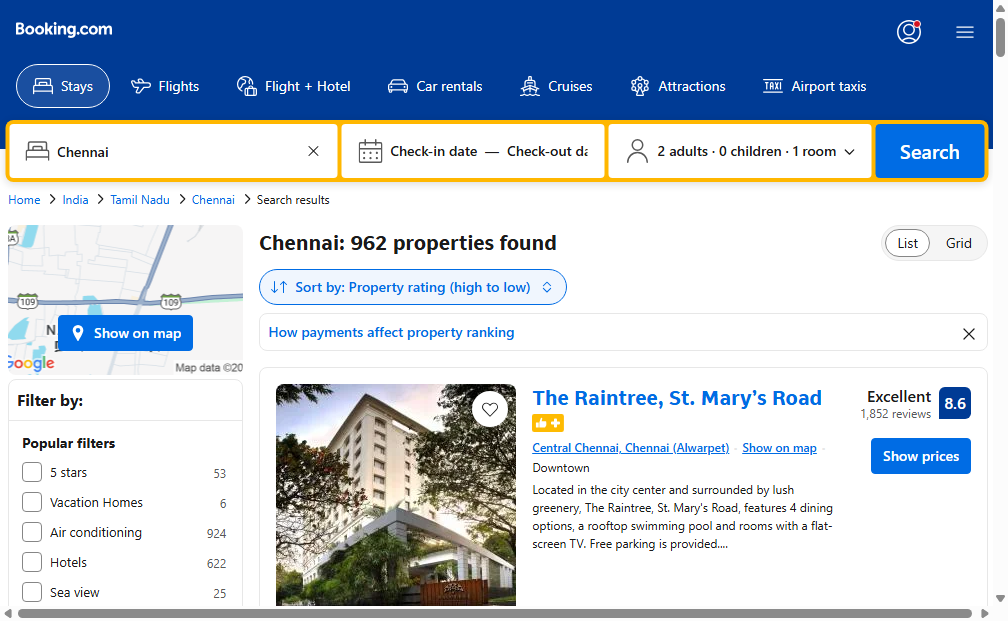 Booking.com
Stays
Flights
Flight + Hotel
Car rentals
Cruises
Attractions
TAXI
Airport taxis
Chennai
Check-in date — Check-out da
2 adults · 0 children · 1 room
Search
Home
India
Tamil Nadu
Chennai
Search results
109
109
N
Show on map
Google
Map data ©20
Filter by:
Popular filters
5 stars 53
Vacation Homes 6
Air conditioning 924
Hotels 622
Sea view 25
Chennai: 962 properties found
List
Grid
Sort by: Property rating (high to low)
How payments affect property ranking
The Raintree, St. Mary’s Road
Central Chennai, Chennai (Alwarpet) · Show on map ·
Downtown
Located in the city center and surrounded by lush
greenery, The Raintree, St. Mary's Road, features 4 dining
options, a rooftop swimming pool and rooms with a flat-
screen TV. Free parking is provided....
Excellent
1,852 reviews
8.6
Show prices